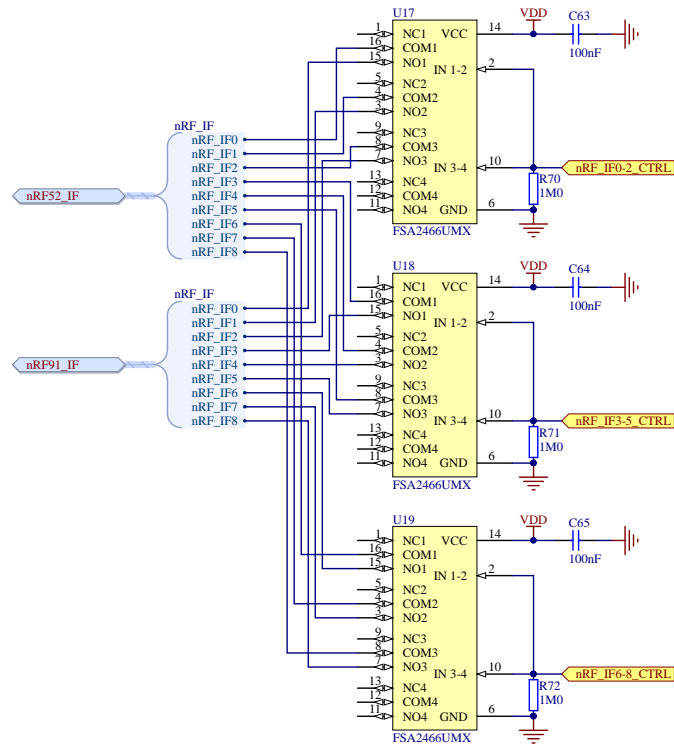 nRF52_IF
nRF_IF
nRF_IF0
nRF_IF1
nRF_IF2
nRF_IF3
nRF_IF4
nRF_IF5
nRF_IF6
nRF_IF7
nRF_IF8
nRF91_IF
nRF_IF
nRF_IF0
nRF_IF1
nRF_IF2
nRF_IF3
nRF_IF4
nRF_IF5
nRF_IF6
nRF_IF7
nRF_IF8
U17
1 NC1 VCC 14
16 COM1
15 NO1 IN 1-2 2
5 NC2
4 COM2
3 NO2
9 NC3
8 COM3
7 NO3 IN 3-4 10
13 NC4
12 COM4
11 NO4 GND 6
FSA2466UMX
VDD
C63
100nF
nRF_IF0-2_CTRL
R70
1M0
U18
1 NC1 VCC 14
16 COM1
15 NO1 IN 1-2 2
5 NC2
4 COM2
3 NO2
9 NC3
8 COM3
7 NO3 IN 3-4 10
13 NC4
12 COM4
11 NO4 GND 6
FSA2466UMX
VDD
C64
100nF
nRF_IF3-5_CTRL
R71
1M0
U19
1 NC1 VCC 14
16 COM1
15 NO1 IN 1-2 2
5 NC2
4 COM2
3 NO2
9 NC3
8 COM3
7 NO3 IN 3-4 10
13 NC4
12 COM4
11 NO4 GND 6
FSA2466UMX
VDD
C65
100nF
nRF_IF6-8_CTRL
R72
1M0